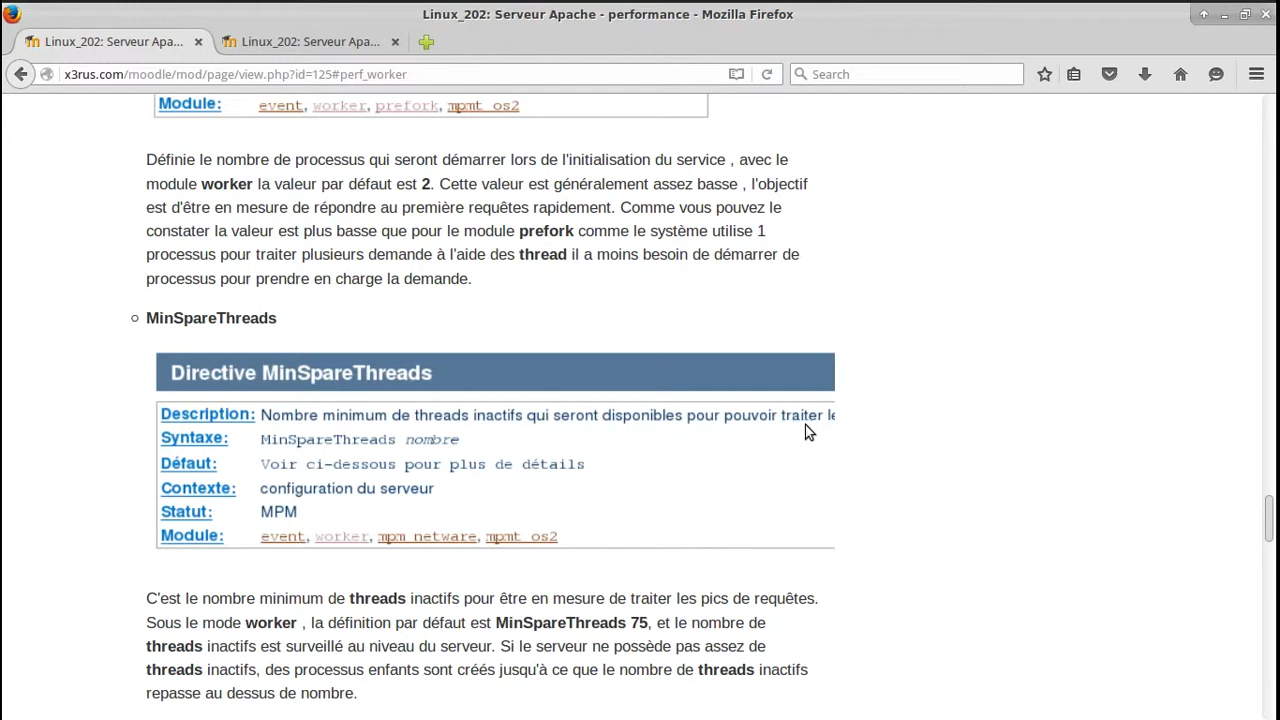 Linux_202: Serveur Apache - performance - Mozilla Firefox
Linux_202: Serveur Apa...
Linux_202: Serveur Apa...
x3rus.com/moodle/mod/page/view.php?id=125#perf_worker
Search
Module: event, worker, prefork, mpmt_os2
Définie le nombre de processus qui seront démarrer lors de l'initialisation du service , avec le
module worker la valeur par défaut est 2. Cette valeur est généralement assez basse , l'objectif
est d'être en mesure de répondre au première requêtes rapidement. Comme vous pouvez le
constater la valeur est plus basse que pour le module prefork comme le système utilise 1
processus pour traiter plusieurs demande à l'aide des thread il a moins besoin de démarrer de
processus pour prendre en charge la demande.
MinSpareThreads
Directive MinSpareThreads
Description: Nombre minimum de threads inactifs qui seront disponibles pour pouvoir traiter le
Syntaxe: MinSpareThreads nombre
Défaut: Voir ci-dessous pour plus de détails
Contexte: configuration du serveur
Statut: MPM
Module: event, worker, mpm_netware, mpmt_os2
C'est le nombre minimum de threads inactifs pour être en mesure de traiter les pics de requêtes.
Sous le mode worker , la définition par défaut est MinSpareThreads 75, et le nombre de
threads inactifs est surveillé au niveau du serveur. Si le serveur ne possède pas assez de
threads inactifs, des processus enfants sont créés jusqu'à ce que le nombre de threads inactifs
repasse au dessus de nombre.